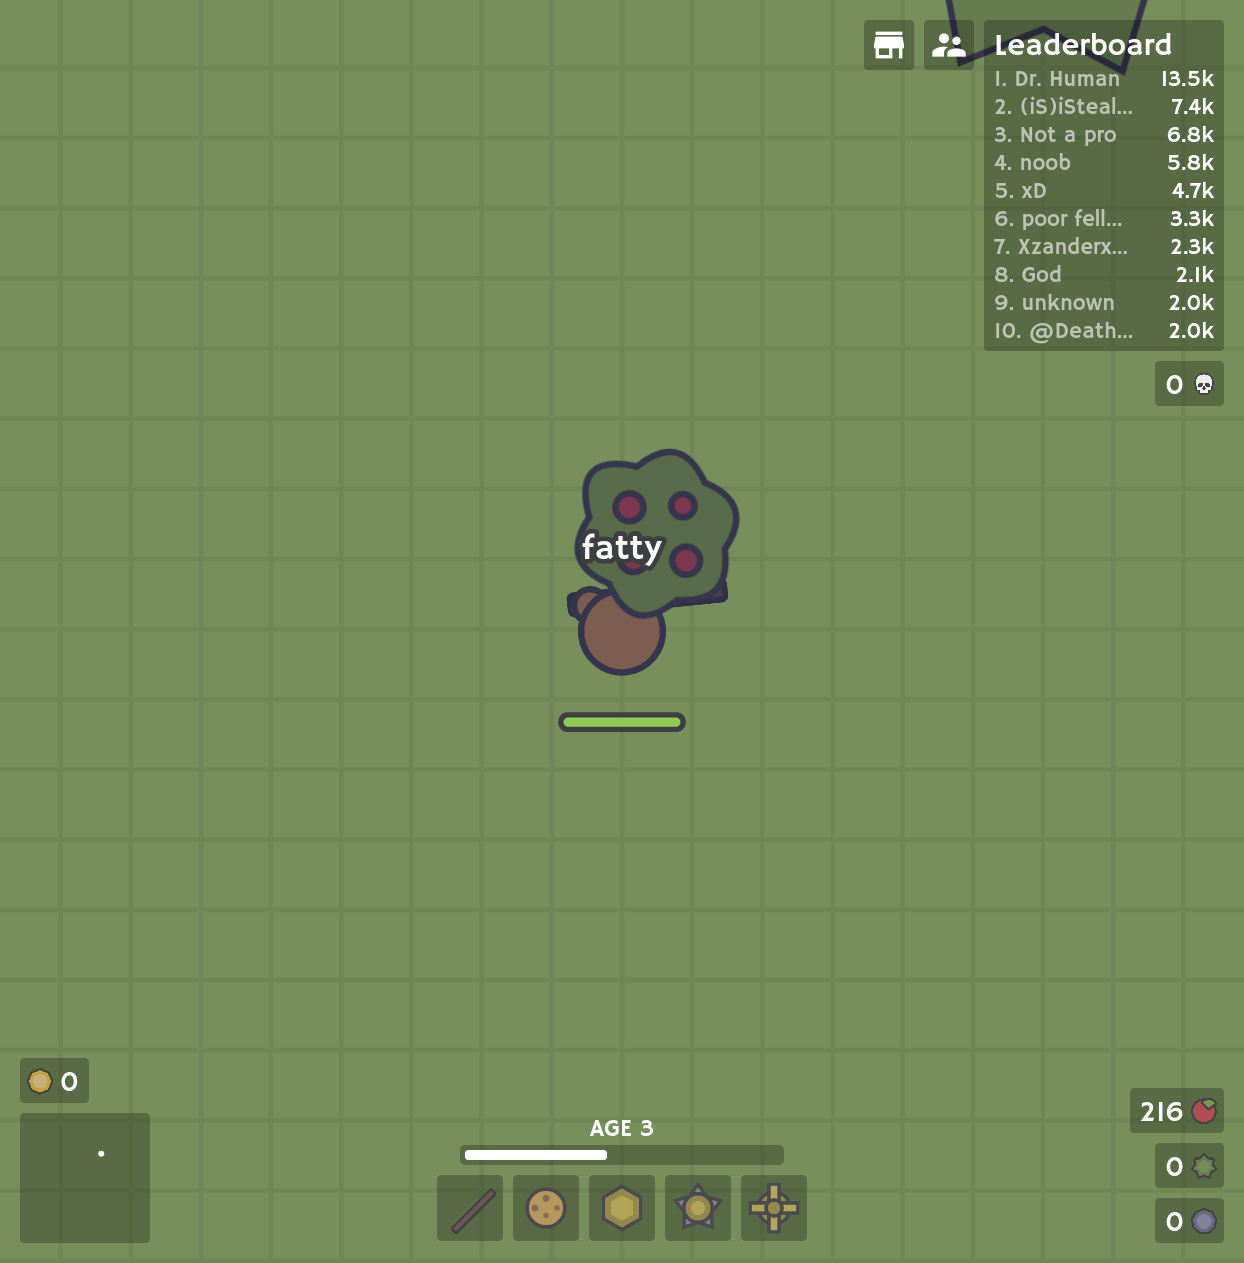 Leaderboard
1. Dr. Human 13.5k
2. (iS)iSteal... 7.4k
3. Not a pro 6.8k
4. noob 5.8k
5. xD 4.7k
6. poor fell... 3.3k
7. Xzanderx... 2.3k
8. God 2.1k
9. unknown 2.0k
10. @Death... 2.0k
0
fatty
0
216
AGE 3
0
0